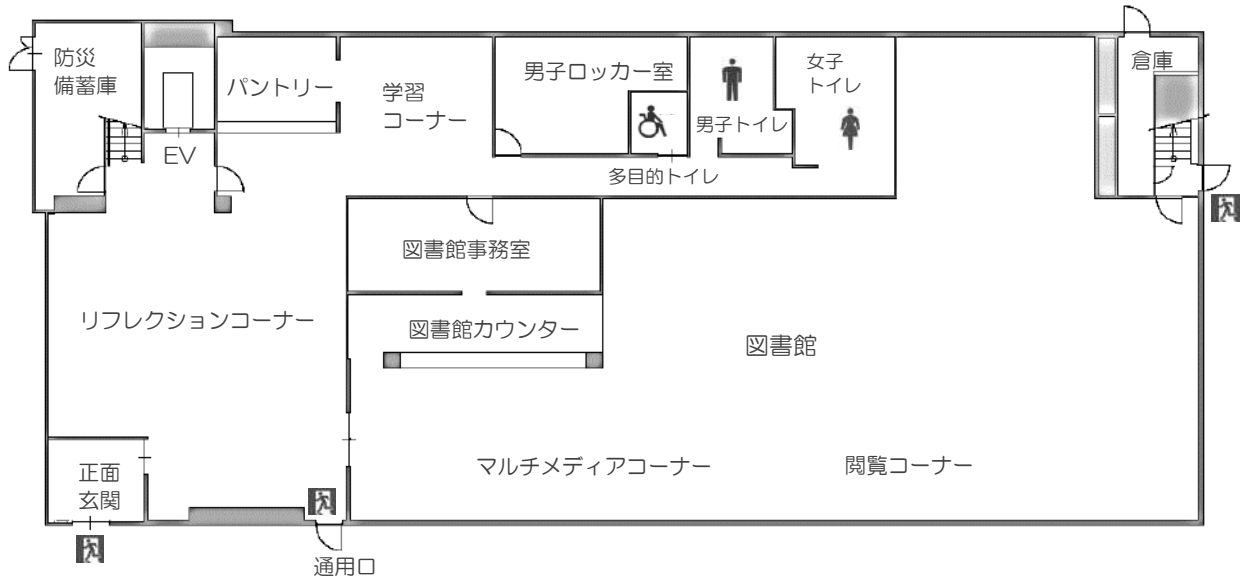 防災
備蓄庫
EV
パントリー
学習
コーナー
男子ロッカー室
男子トイレ
女子
トイレ
多目的トイレ
倉庫
図書館事務室
リフレクションコーナー
図書館カウンター
図書館
マルチメディアコーナー
閲覧コーナー
正面
玄関
通用口